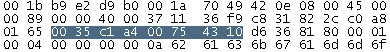 00 1b b9 e2 d9 b0 00 1a 70 49 42 0e 08 00 45 00
00 89 00 00 40 00 37 11 36 f9 c8 31 82 2c c0 a8
01 65 00 35 c1 a4 00 75 43 10 d6 36 81 80 00 01
00 04 00 00 00 00 0a 62 61 63 6b 67 61 6d 6d 6f